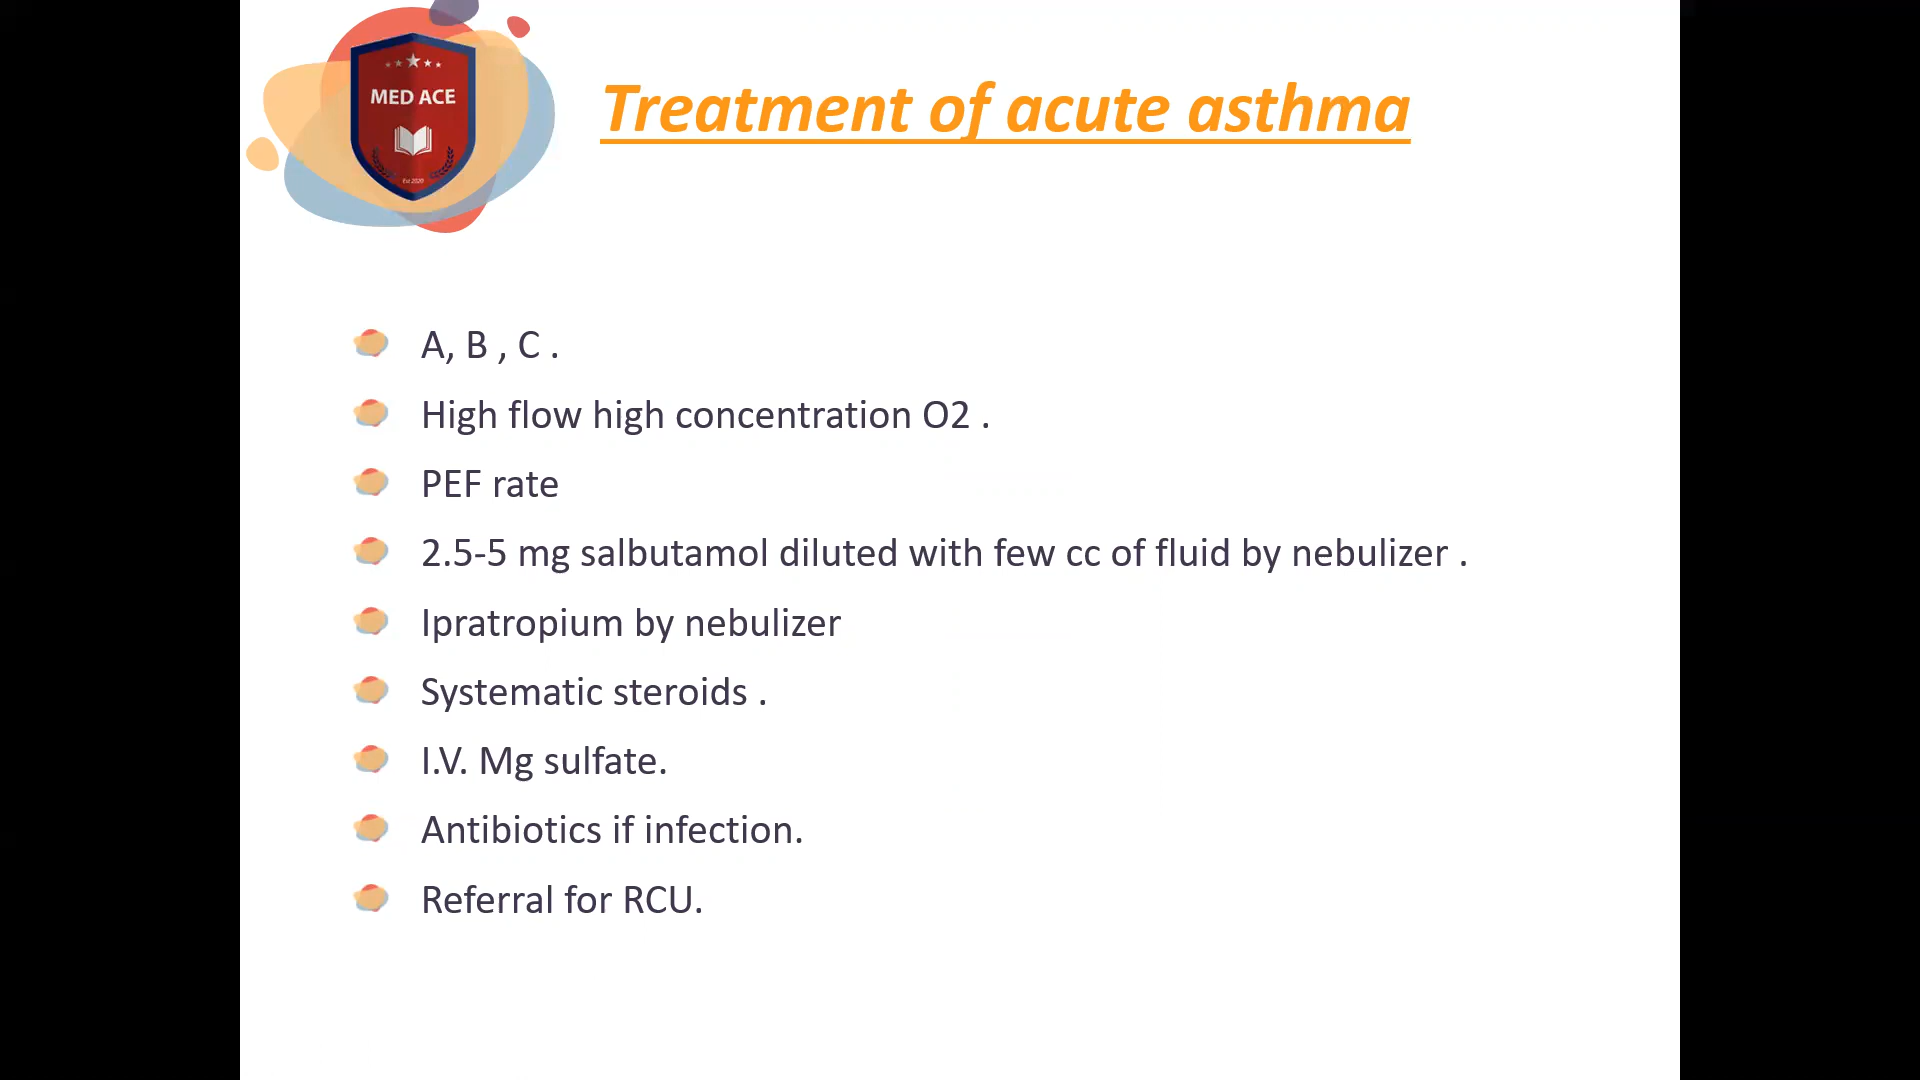 MED ACE
Est 2020
Treatment of acute asthma
A, B , C .
High flow high concentration O2 .
PEF rate
2.5-5 mg salbutamol diluted with few cc of fluid by nebulizer .
Ipratropium by nebulizer
Systematic steroids .
I.V. Mg sulfate.
Antibiotics if infection.
Referral for RCU.